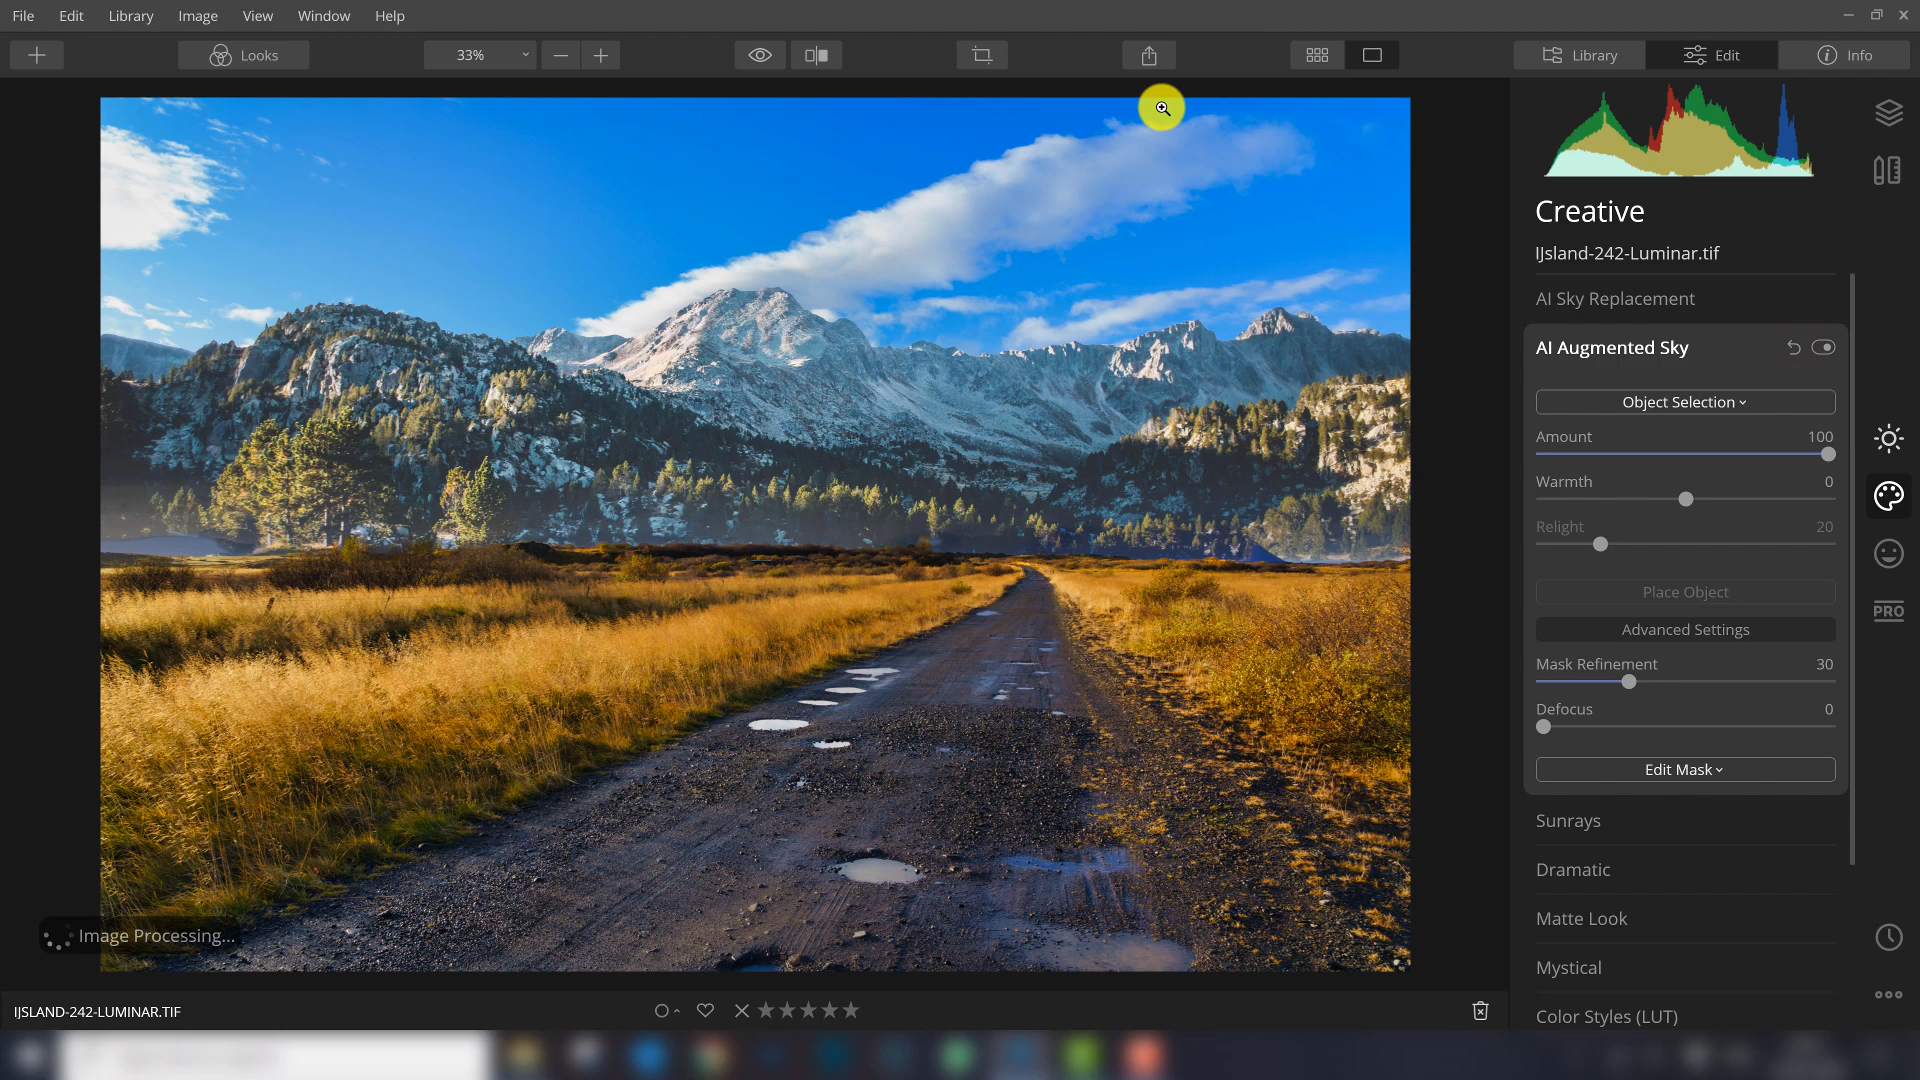 File Edit Library Image View Window Help
Looks 33% Library Edit Info
Creative
IJsland-242-Luminar.tif
AI Sky Replacement
AI Augmented Sky
Object Selection
Amount 100
Warmth 0
Relight 20
Place Object
Advanced Settings
Mask Refinement 30
Defocus 0
Edit Mask
Sunrays
Dramatic
Matte Look
Mystical
Color Styles (LUT)
PRO
Image Processing...
IJSLAND-242-LUMINAR.TIF